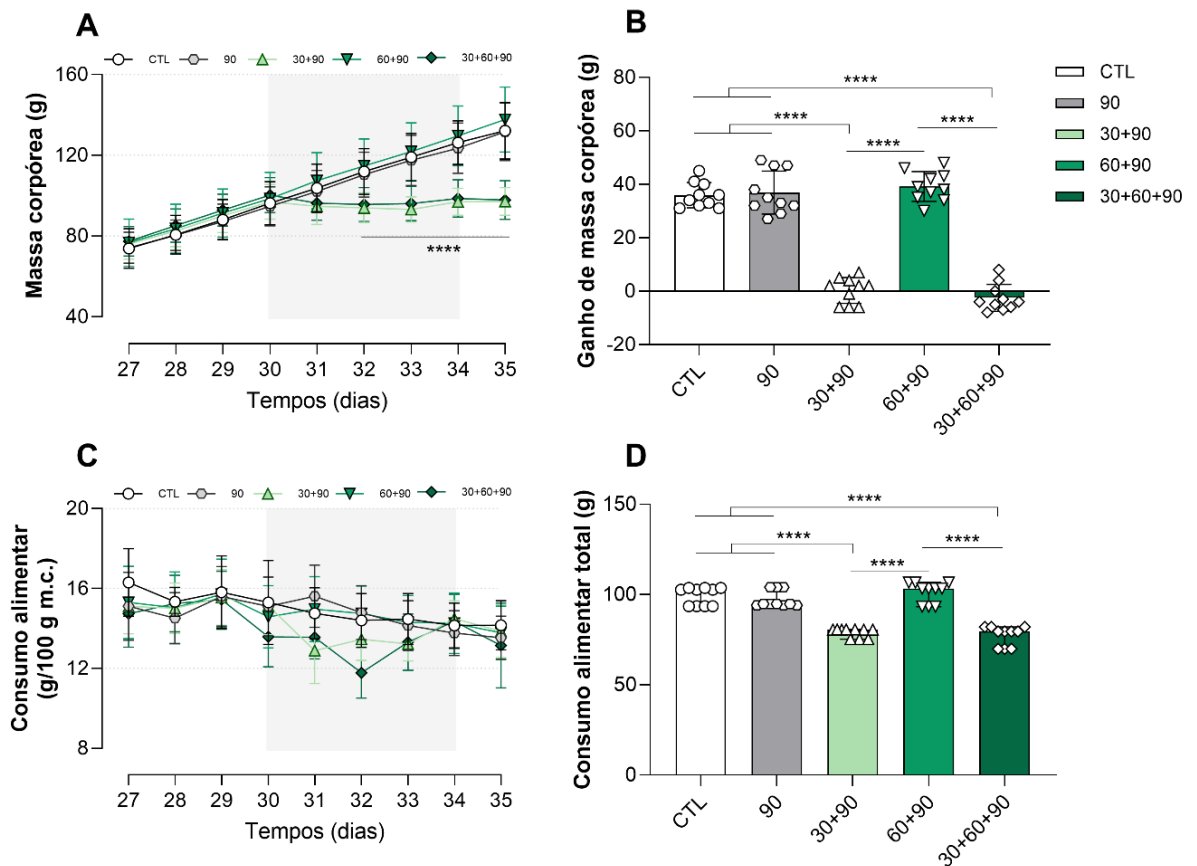 A
CTL 90 30+90 60+90 30+60+90
Massa corpórea (g)
160
120
80
40
****
27 28 29 30 31 32 33 34 35
Tempos (dias)
B
Ganho de massa corpórea (g)
80
60
40
20
0
-20
****
****
****
****
CTL
90
30+90
60+90
30+60+90
CTL
90
30+90
60+90
30+60+90
C
CTL 90 30+90 60+90 30+60+90
Consumo alimentar
(g/100 g m.c.)
20
16
12
8
27 28 29 30 31 32 33 34 35
Tempos (dias)
D
Consumo alimentar total (g)
150
100
50
0
****
****
****
****
CTL
90
30+90
60+90
30+60+90